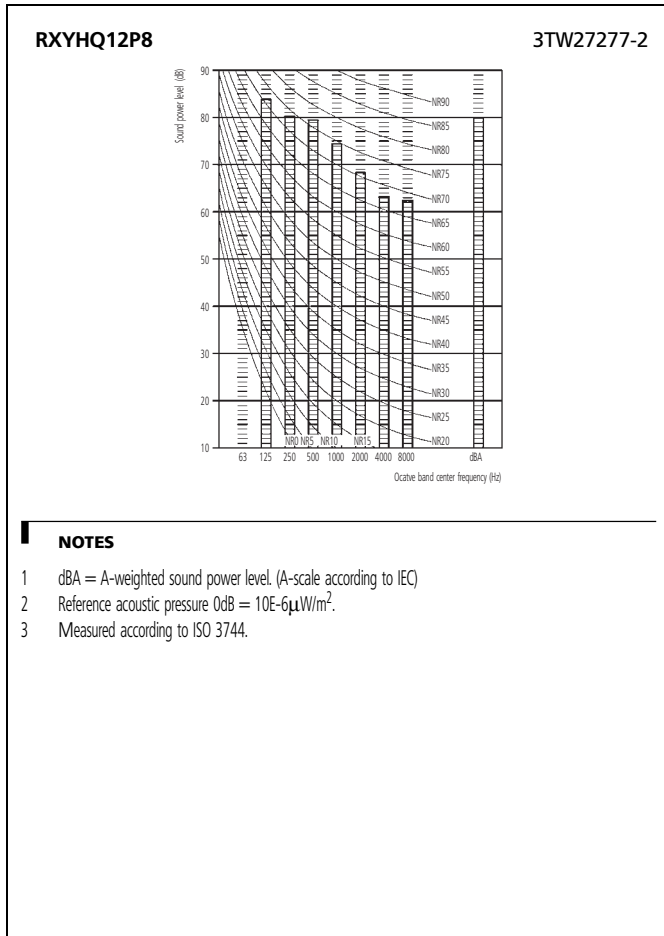 RXYHQ12P8 3TW27277-2
Sound power level (dB)
90
80
70
60
50
40
30
20
10
NR90
NR85
NR80
NR75
NR70
NR65
NR60
NR55
NR50
NR45
NR40
NR35
NR30
NR25
NR20
NR0 NR5 NR10 NR15
63 125 250 500 1000 2000 4000 8000 dBA
Ocatve band center frequency (Hz)
NOTES
1 dBA = A-weighted sound power level. (A-scale according to IEC)
2 Reference acoustic pressure 0dB = 10E-6µW/m².
3 Measured according to ISO 3744.